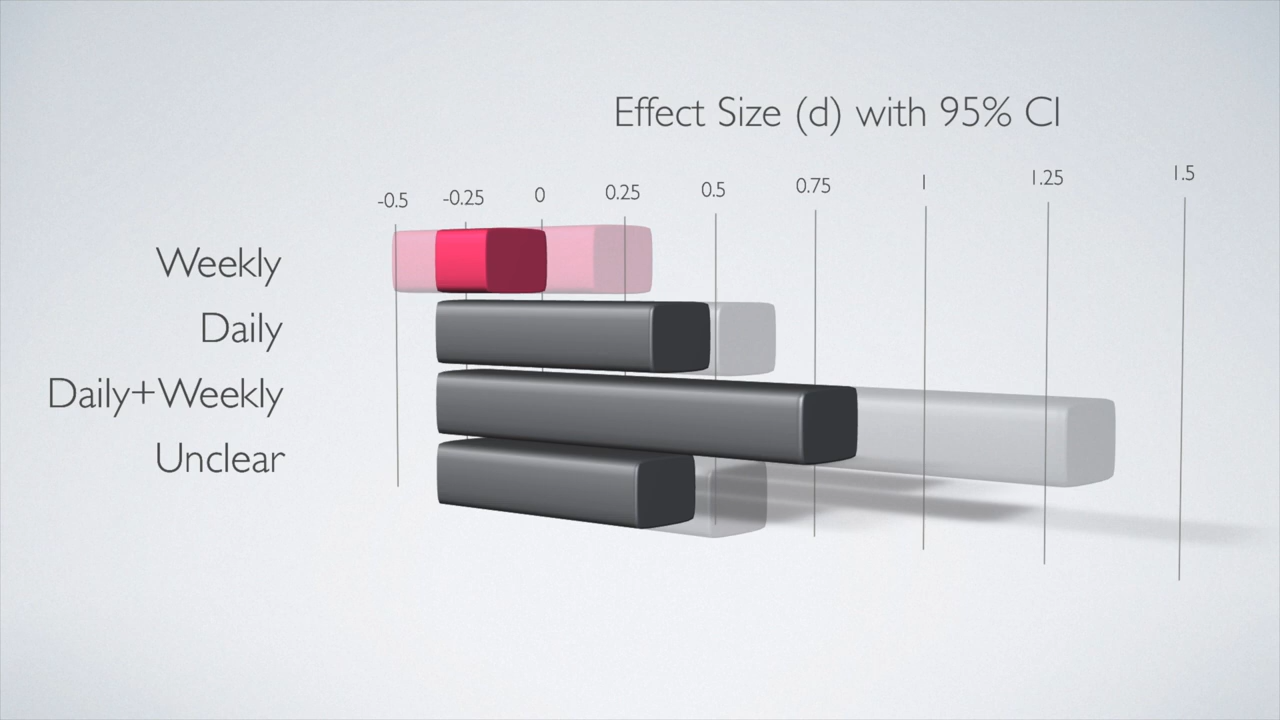 Effect Size (d) with 95% CI
-0.5 -0.25 0 0.25 0.5 0.75 1 1.25 1.5
Weekly
Daily
Daily+Weekly
Unclear